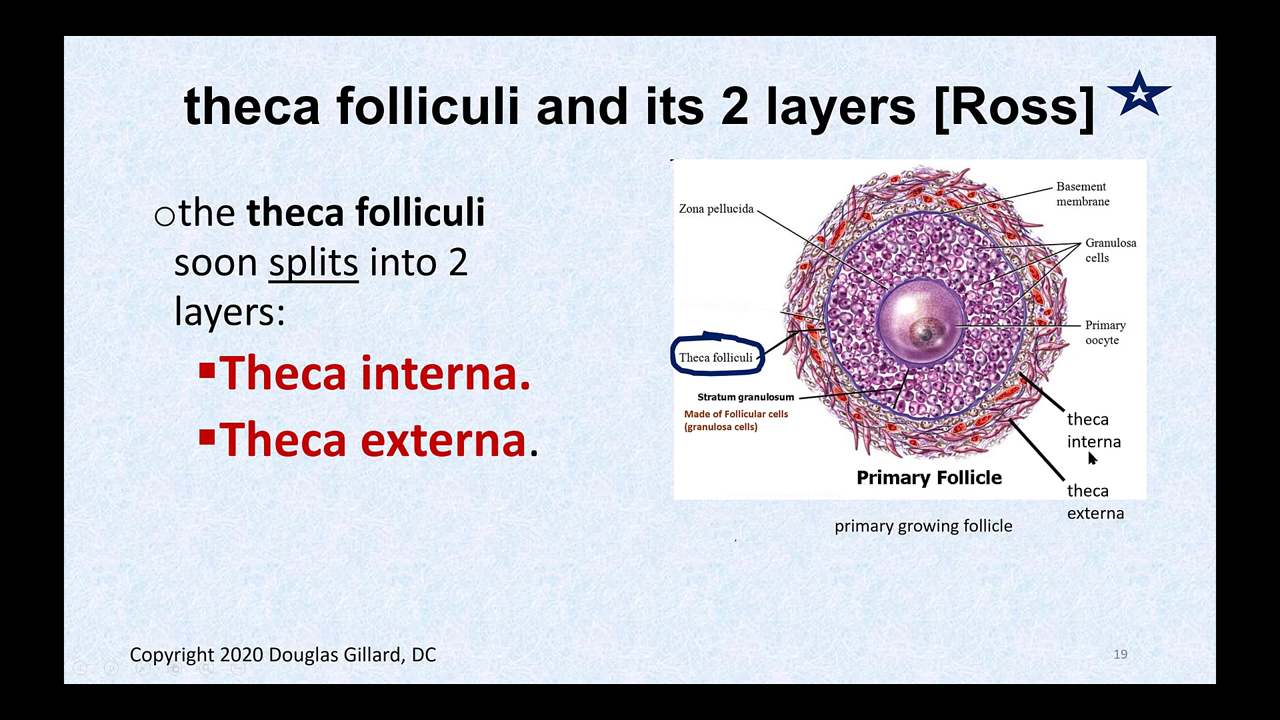 theca folliculi and its 2 layers [Ross]
the theca folliculi
soon splits into 2
layers:
Theca interna.
Theca externa.
Zona pellucida
Basement
membrane
Granulosa
cells
Primary
oocyte
Theca folliculi
Stratum granulosum
Made of Follicular cells
(granulosa cells)
theca
interna
theca
externa
Primary Follicle
primary growing follicle
Copyright 2020 Douglas Gillard, DC
19